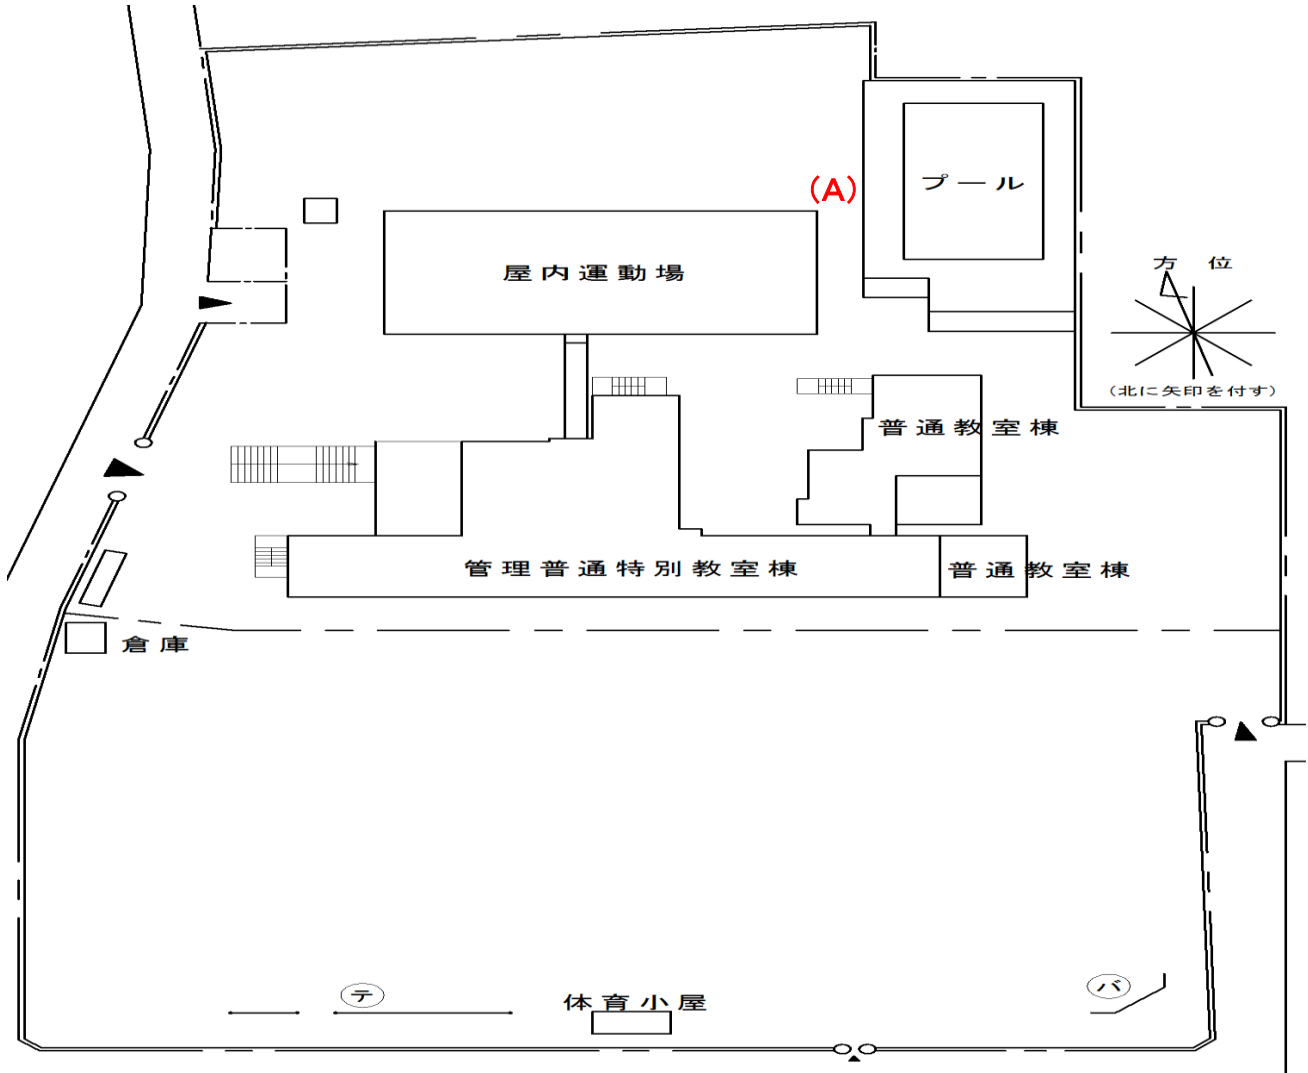 (A)
プール
屋内運動場
方位
(北に矢印を付す)
普通教室棟
管理普通特別教室棟
普通教室棟
倉庫
テ
体育小屋
バ